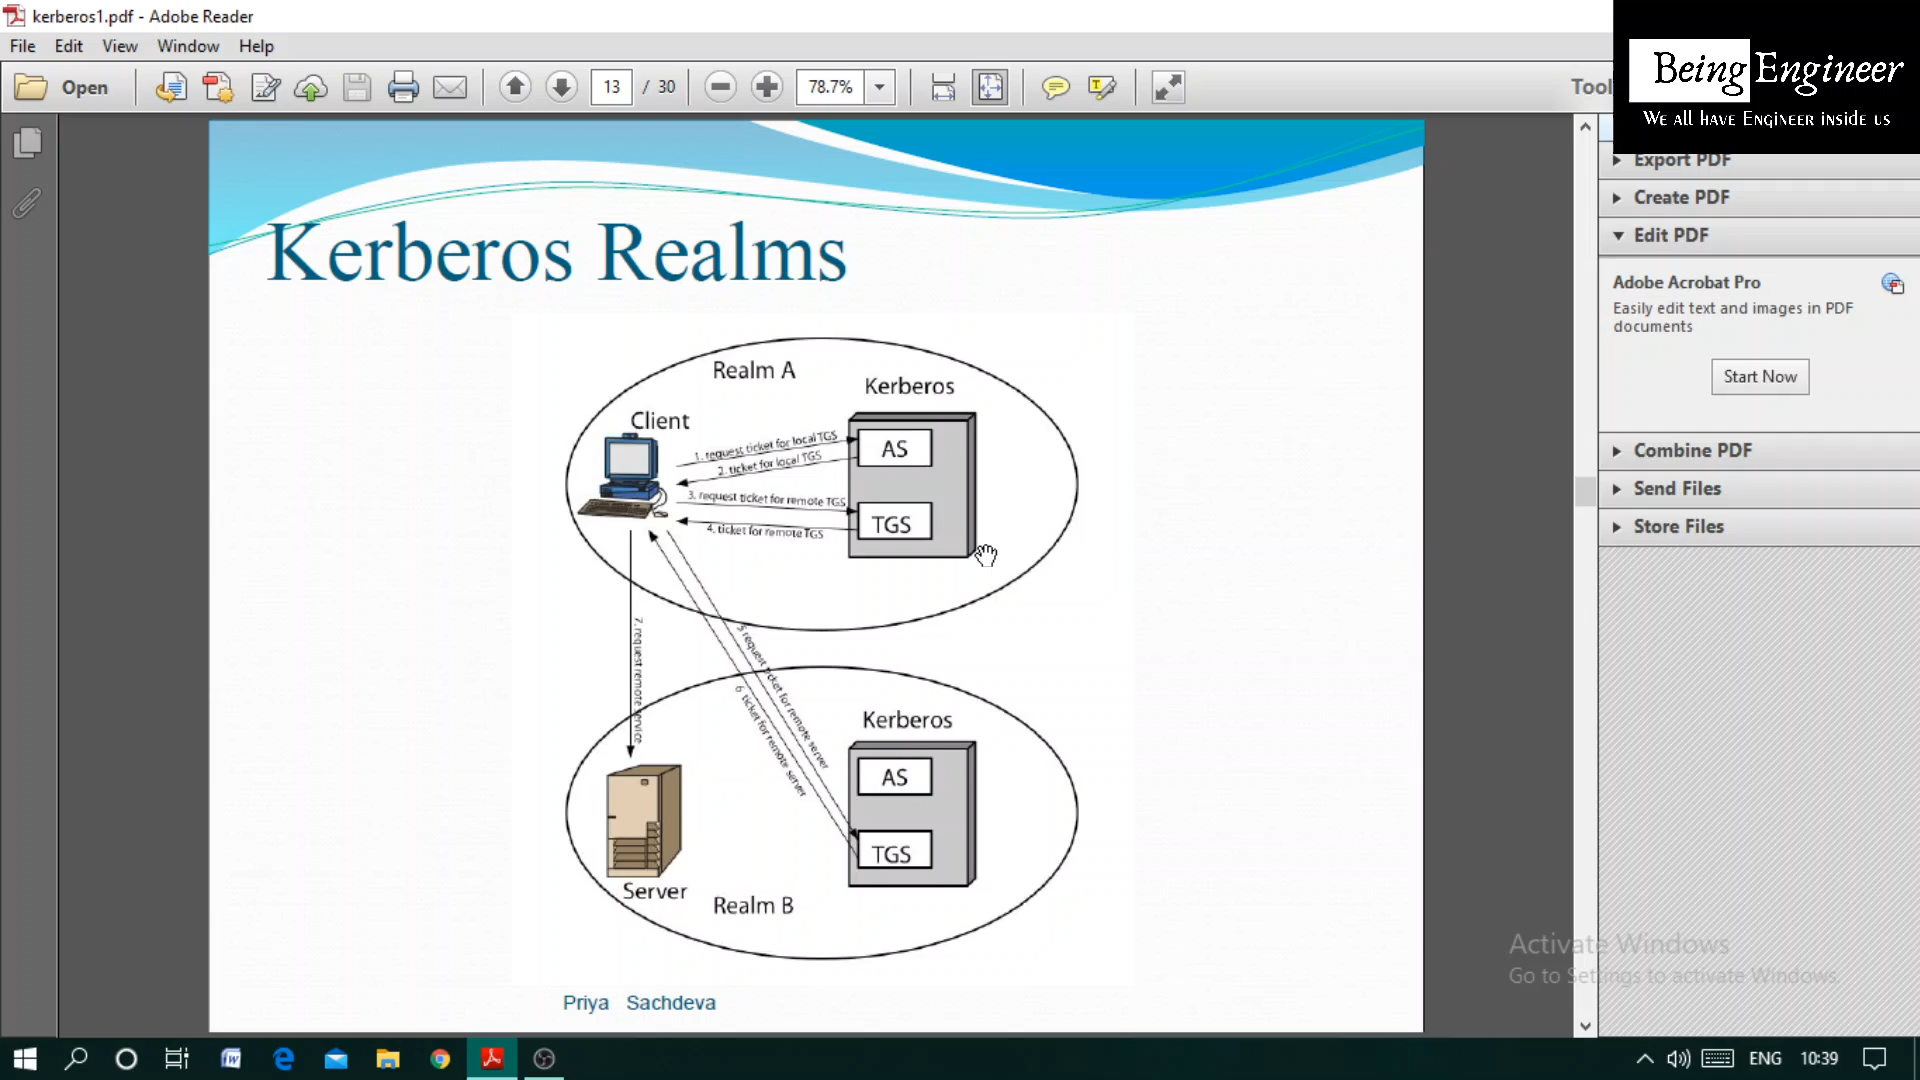 kerberos1.pdf - Adobe Reader
File Edit View Window Help
Open 13 / 30 78.7%
Being Engineer
We all have Engineer inside us
Export PDF
Create PDF
Edit PDF
Adobe Acrobat Pro
Easily edit text and images in PDF
documents
Start Now
Combine PDF
Send Files
Store Files
Kerberos Realms
Realm A
Kerberos
Client
AS
TGS
1. request ticket for local TGS
2. ticket for local TGS
3. request ticket for remote TGS
4. ticket for remote TGS
5 request ticket for remote server
6 ticket for remote server
7. request remote service
Kerberos
AS
TGS
Server
Realm B
Priya Sachdeva
Activate Windows
Go to Settings to activate Windows.
ENG 10:39